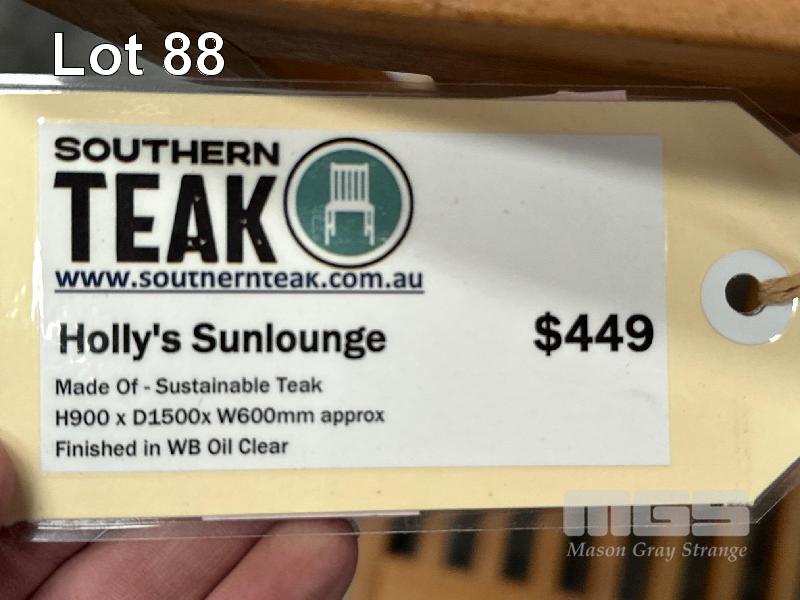 Lot 88
SOUTHERN
TEAK
www.southernteak.com.au
Holly's Sunlounge $449
Made Of - Sustainable Teak
H900 x D1500x W600mm approx
Finished in WB Oil Clear
MGS
Mason Gray Strange